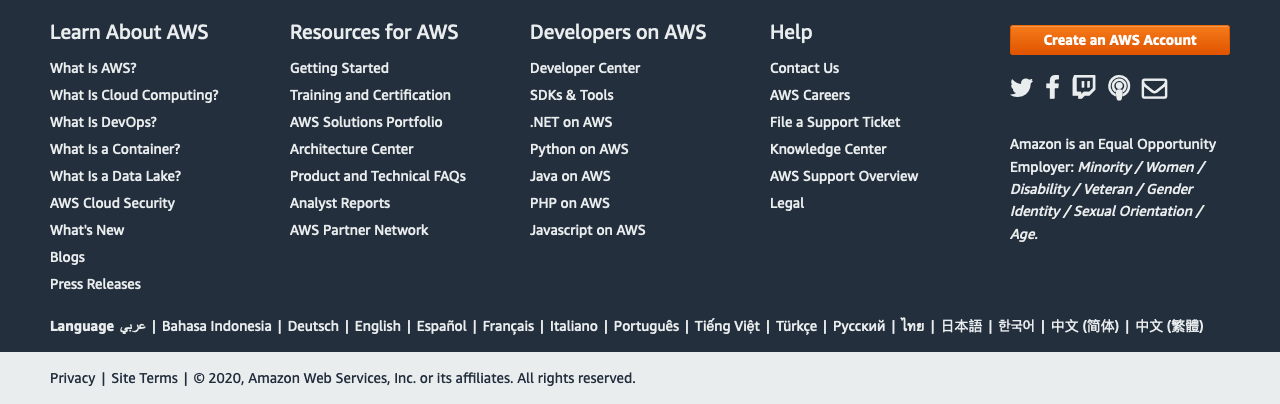 Learn About AWS
What Is AWS?
What Is Cloud Computing?
What Is DevOps?
What Is a Container?
What Is a Data Lake?
AWS Cloud Security
What's New
Blogs
Press Releases
Resources for AWS
Getting Started
Training and Certification
AWS Solutions Portfolio
Architecture Center
Product and Technical FAQs
Analyst Reports
AWS Partner Network
Developers on AWS
Developer Center
SDKs & Tools
.NET on AWS
Python on AWS
Java on AWS
PHP on AWS
Javascript on AWS
Help
Contact Us
AWS Careers
File a Support Ticket
Knowledge Center
AWS Support Overview
Legal
Create an AWS Account
Amazon is an Equal Opportunity
Employer: Minority / Women /
Disability / Veteran / Gender
Identity / Sexual Orientation /
Age.
Language عربي | Bahasa Indonesia | Deutsch | English | Español | Français | Italiano | Português | Tiếng Việt | Türkçe | Ρусский | ไทย | 日本語 | 한국어 | 中文 (简体) | 中文 (繁體)
Privacy | Site Terms | © 2020, Amazon Web Services, Inc. or its affiliates. All rights reserved.